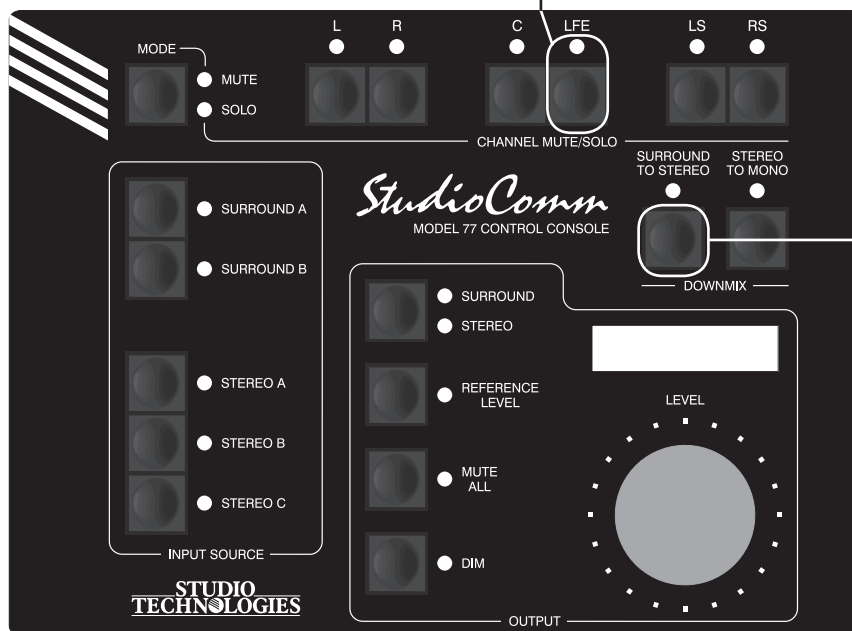 L R C LFE LS RS
MODE
MUTE
SOLO
CHANNEL MUTE/SOLO
SURROUND
TO STEREO
STEREO
TO MONO
DOWNMIX
SURROUND A
SURROUND B
STEREO A
STEREO B
STEREO C
INPUT SOURCE
StudioComm
MODEL 77 CONTROL CONSOLE
SURROUND
STEREO
REFERENCE
LEVEL
MUTE
ALL
DIM
LEVEL
OUTPUT
STUDIO
TECHNOLOGIES